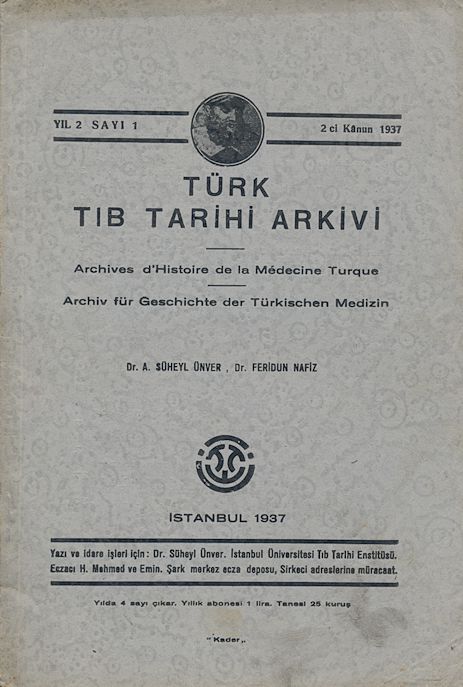 YIL 2 SAYI 1
2 ci Kânun 1937
TÜRK
TIB TARİHİ ARKİVİ
Archives d'Histoire de la Médecine Turque
Archiv für Geschichte der Türkischen Medizin
Dr. A. SÜHEYL ÜNVER , Dr. FERİDUN NAFİZ
İSTANBUL 1937
Yazı ve idare işleri için : Dr. Süheyl Ünver. İstanbul Üniversitesi Tıb Tarihi Enstitüsü.
Eczacı H. Mehmed ve Emin. Şark merkez ecza deposu, Sirkeci adreslerine müracaat.
Yılda 4 sayı çıkar. Yıllık abonesi 1 lira. Tanesi 25 kuruş
"Kader„